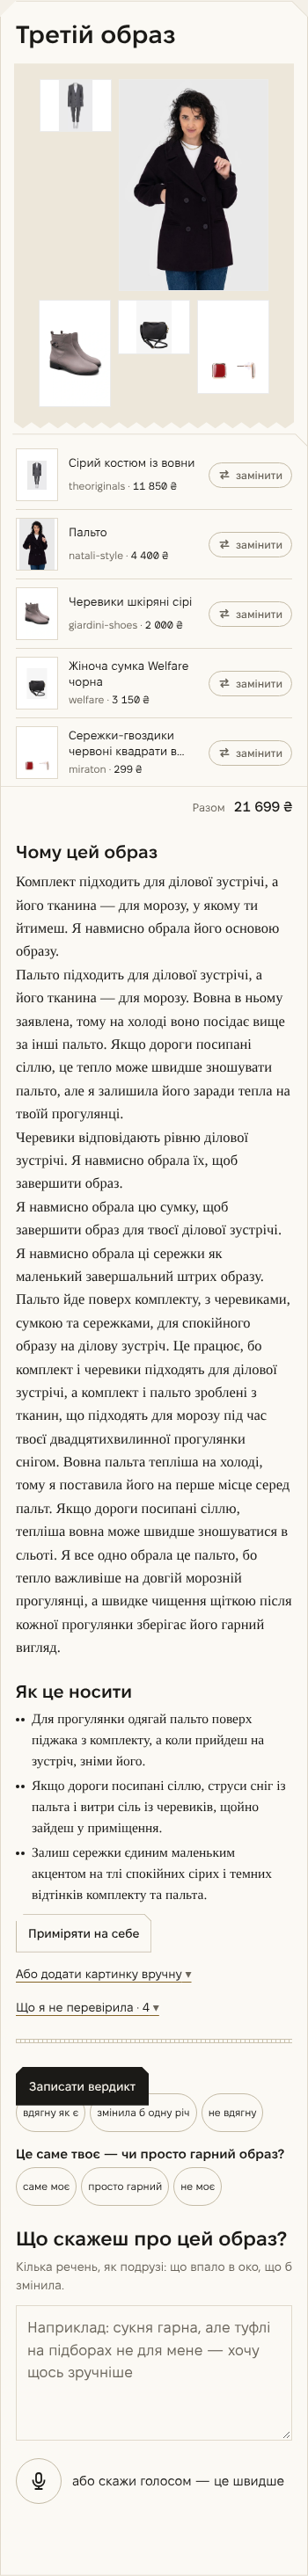 Третій образ
Сірий костюм із вовни
theoriginals · 11 850 ₴
замінити
Пальто
natali-style · 4 400 ₴
замінити
Черевики шкіряні сірі
giardini-shoes · 2 000 ₴
замінити
Жіноча сумка Welfare
чорна
welfare · 3 150 ₴
замінити
Сережки-гвоздики
червоні квадрати в...
miraton · 299 ₴
замінити
Разом 21 699 ₴
Чому цей образ
Комплект підходить для ділової зустрічі, а
його тканина — для морозу, у якому ти
йтимеш. Я навмисно обрала його основою
образу.
Пальто підходить для ділової зустрічі, а
його тканина — для морозу. Вовна в ньому
заявлена, тому на холоді воно посідає вище
за інші пальто. Якщо дороги посипані
сіллю, це тепло може швидше зношувати
пальто, але я залишила його заради тепла на
твоїй прогулянці.
Черевики відповідають рівню ділової
зустрічі. Я навмисно обрала їх, щоб
завершити образ.
Я навмисно обрала цю сумку, щоб
завершити образ для твоєї ділової зустрічі.
Я навмисно обрала ці сережки як
маленький завершальний штрих образу.
Пальто йде поверх комплекту, з черевиками,
сумкою та сережками, для спокійного
образу на ділову зустріч. Це працює, бо
комплект і черевики підходять для ділової
зустрічі, а комплект і пальто зроблені з
тканин, що підходять для морозу під час
твоєї двадцятихвилинної прогулянки
снігом. Вовна пальта тепліша на холоді,
тому я поставила його на перше місце серед
пальт. Якщо дороги посипані сіллю,
тепліша вовна може швидше зношуватися в
сльоті. Я все одно обрала це пальто, бо
тепло важливіше на довгій морозній
прогулянці, а швидке чищення щіткою після
кожної прогулянки зберігає його гарний
вигляд.
Як це носити
•• Для прогулянки одягай пальто поверх
піджака з комплекту, а коли прийдеш на
зустріч, зніми його.
•• Якщо дороги посипані сіллю, струси сніг із
пальта і витри сіль із черевиків, щойно
зайдеш у приміщення.
•• Залиш сережки єдиним маленьким
акцентом на тлі спокійних сірих і темних
відтінків комплекту та пальта.
Приміряти на себе
Або додати картинку вручну ▾
Що я не перевірила · 4 ▾
Записати вердикт
вдягну як є
змінила б одну річ
не вдягну
Це саме твоє — чи просто гарний образ?
саме моє
просто гарний
не моє
Що скажеш про цей образ?
Кілька речень, як подрузі: що впало в око, що б
змінила.
Наприклад: сукня гарна, але туфлі
на підборах не для мене — хочу
щось зручніше
або скажи голосом — це швидше